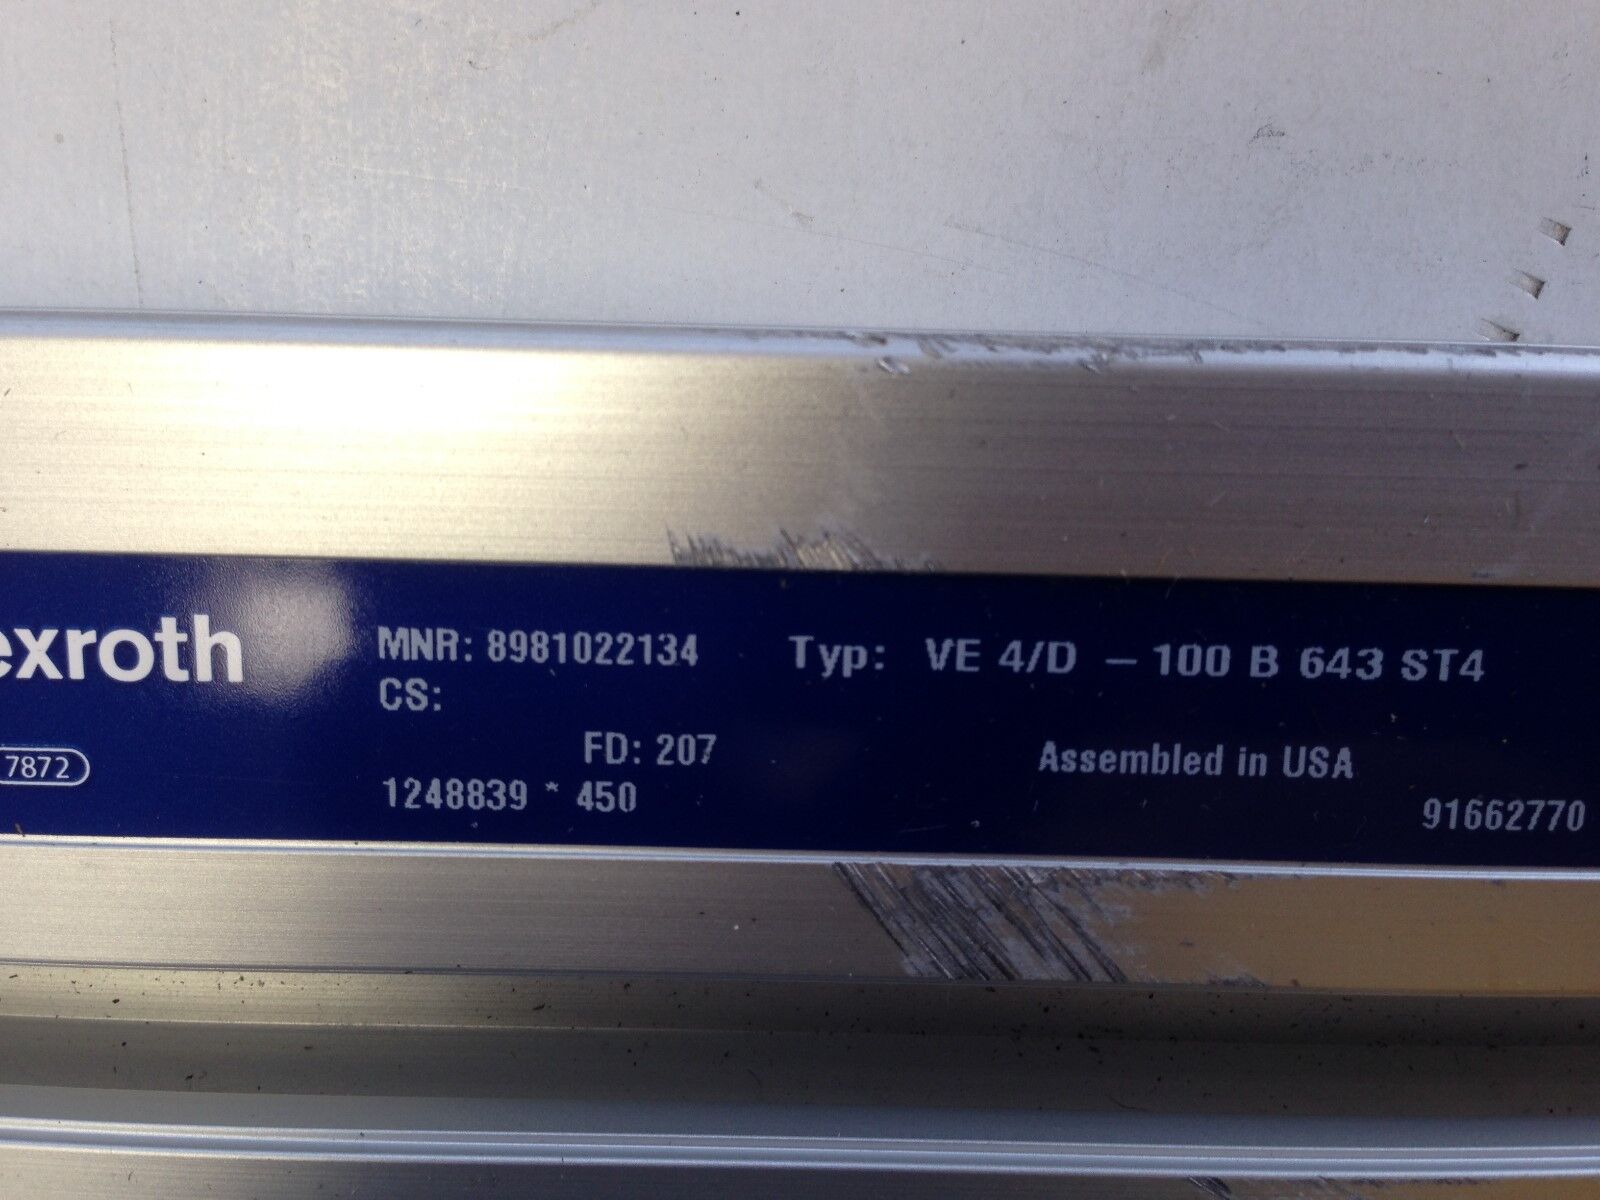 exroth
MNR: 8981022134 Typ: VE 4/D – 100 B 643 ST4
CS:
FD: 207 Assembled in USA
7872
1248839 * 450
91662770